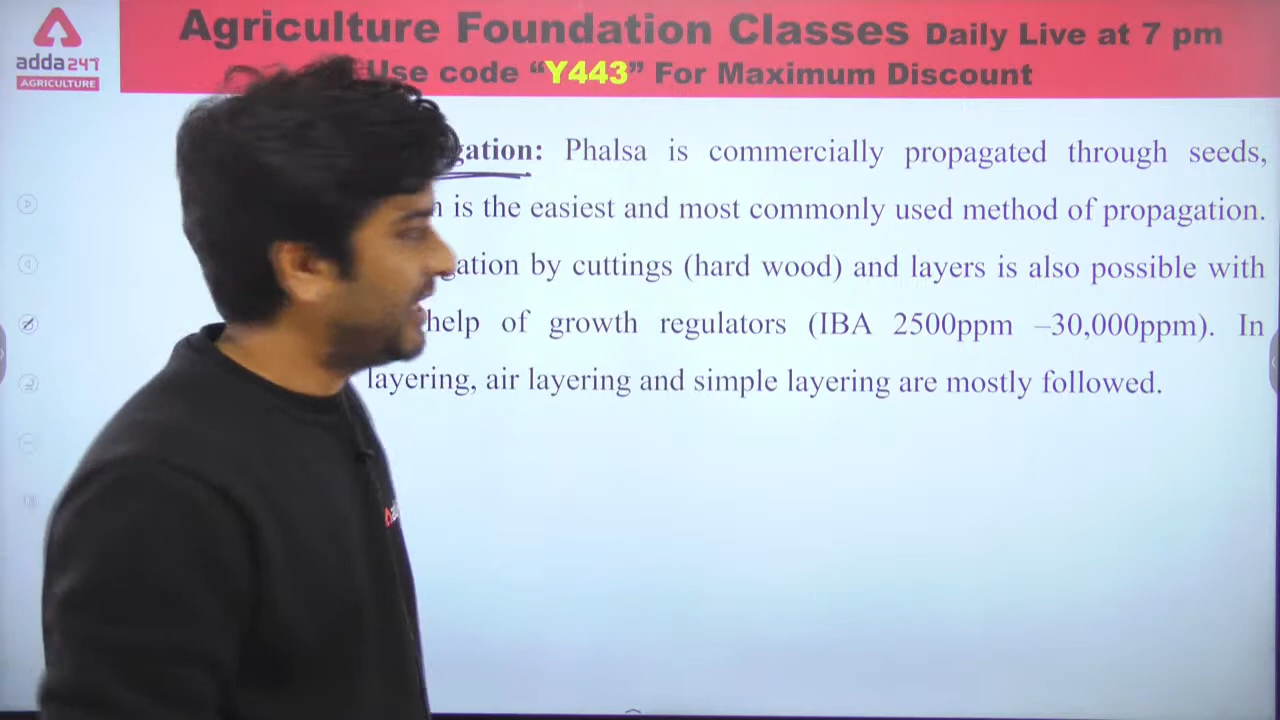 Agriculture Foundation Classes Daily Live at 7 pm
adda247
AGRICULTURE
Use code “Y443” For Maximum Discount
Phalsa is commercially propagated through seeds,
is the easiest and most commonly used method of propagation.
by cuttings (hard wood) and layers is also possible with
help of growth regulators (IBA 2500ppm –30,000ppm). In
layering, air layering and simple layering are mostly followed.